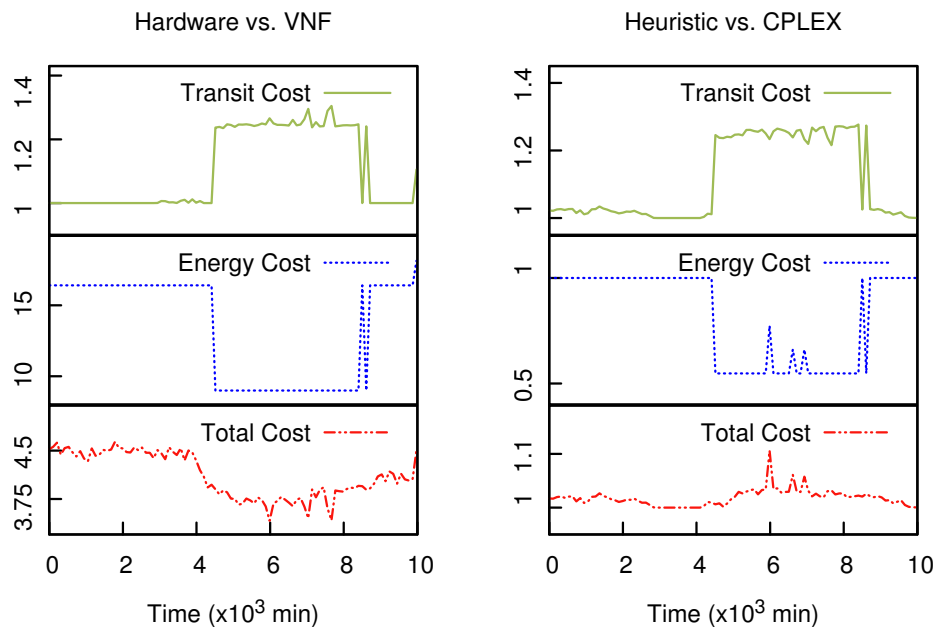 Hardware vs. VNF
Transit Cost
1.4
1.2
1
Energy Cost
15
10
Total Cost
4.5
3.75
0 2 4 6 8 10
Time (x10³ min)
Heuristic vs. CPLEX
Transit Cost
1.4
1.2
1
Energy Cost
1
0.5
Total Cost
1.1
1
0 2 4 6 8 10
Time (x10³ min)